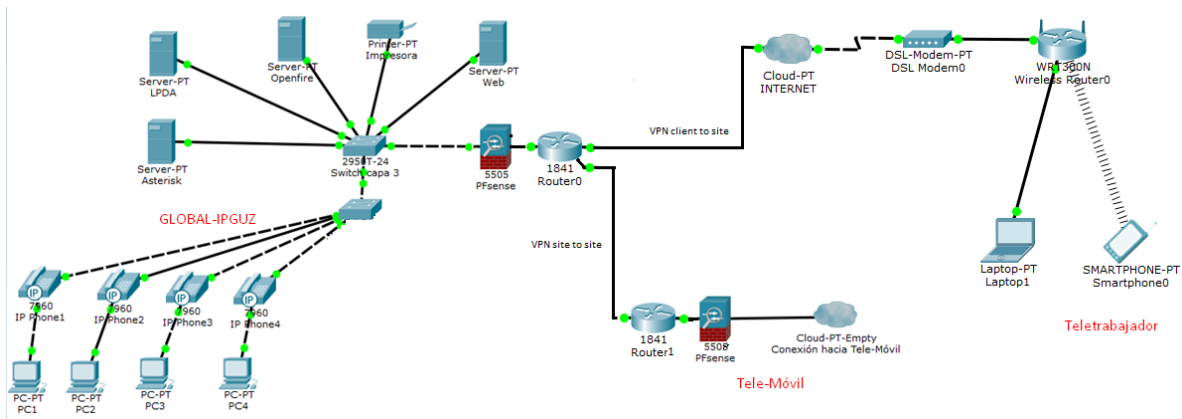 Server-PT
LPDA
Server-PT
Openfire
Printer-PT
Impresora
Server-PT
Web
Server-PT
Asterisk
2950T-24
Switch capa 3
5505
PFsense
1841
Router0
VPN client to site
Cloud-PT
INTERNET
DSL-Modem-PT
DSL Modem0
WRT300N
Wireless Router0
GLOBAL-IPGUZ
VPN site to site
IP
7960
IP Phone1
IP
7960
IP Phone2
IP
7960
IP Phone3
IP
7960
IP Phone4
PC-PT
PC1
PC-PT
PC2
PC-PT
PC3
PC-PT
PC4
Laptop-PT
Laptop1
SMARTPHONE-PT
Smartphone0
Teletrabajador
1841
Router1
5508
PFsense
Cloud-PT-Empty
Conexión hacia Tele-Móvil
Tele-Móvil